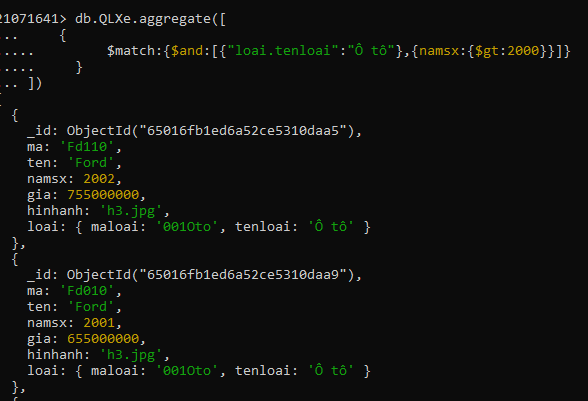 21071641> db.QLXe.aggregate([
... {
..... $match:{$and:[{"loai.tenloai":"Ô tô"},{namsx:{$gt:2000}}]}
..... }
... ])
[
{
_id: ObjectId("65016fb1ed6a52ce5310daa5"),
ma: 'Fd110',
ten: 'Ford',
namsx: 2002,
gia: 755000000,
hinhanh: 'h3.jpg',
loai: { maloai: '001Oto', tenloai: 'Ô tô' }
},
{
_id: ObjectId("65016fb1ed6a52ce5310daa9"),
ma: 'Fd010',
ten: 'Ford',
namsx: 2001,
gia: 655000000,
hinhanh: 'h3.jpg',
loai: { maloai: '001Oto', tenloai: 'Ô tô' }
},
{